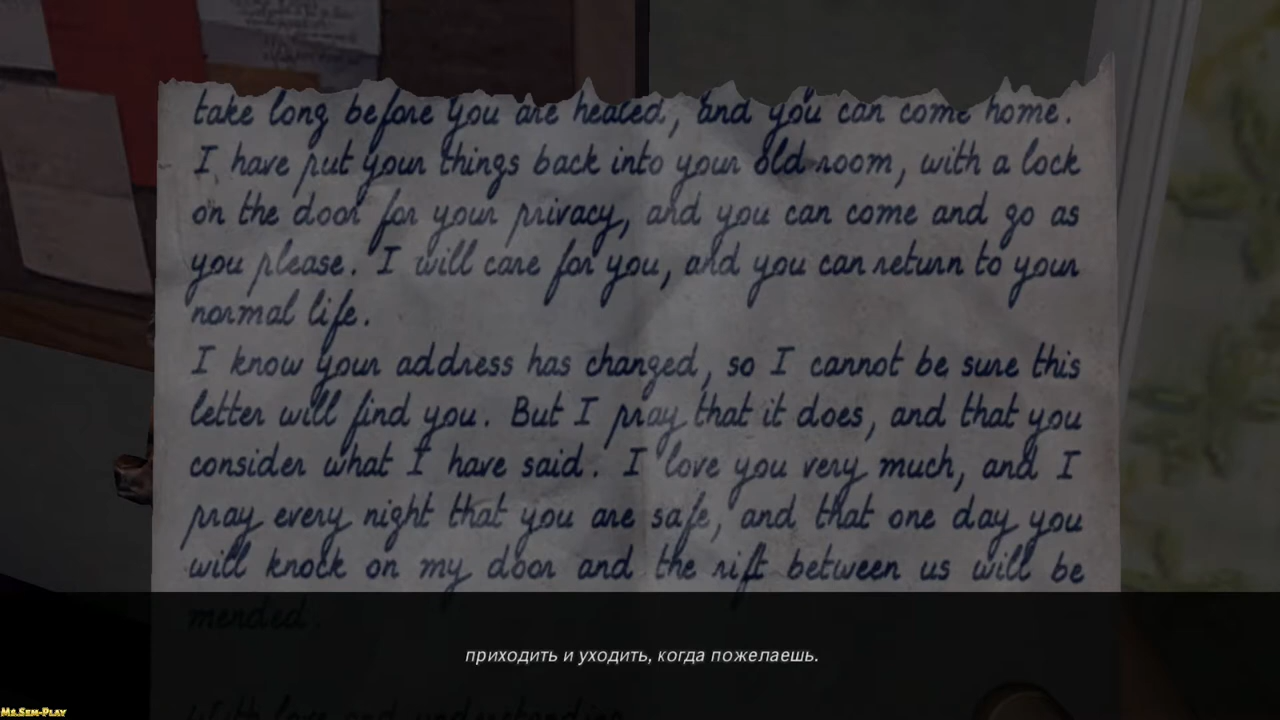 take long before you are healed, and you can come home.
I have put your things back into your old room, with a lock
on the door for your privacy, and you can come and go as
you please. I will care for you, and you can return to your
normal life.
I know your address has changed, so I cannot be sure this
letter will find you. But I pray that it does, and that you
consider what I have said. I love you very much, and I
pray every night that you are safe, and that one day you
will knock on my door and the rift between us will be
mended.
приходить и уходить, когда пожелаешь.
With love and understanding
Ms.Sem-Play